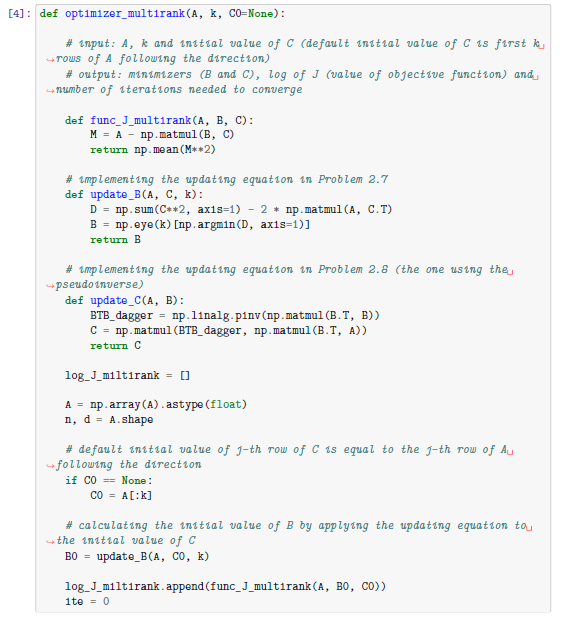 [4]: def optimizer_multirank(A, k, C0=None):
# input: A, k and initial value of C (default initial value of C is first k␣
↪rows of A following the direction)
# output: minimizers (B and C), log of J (value of objective function) and␣
↪number of iterations needed to converge
def func_J_multirank(A, B, C):
M = A - np.matmul(B, C)
return np.mean(M**2)
# implementing the updating equation in Problem 2.7
def update_B(A, C, k):
D = np.sum(C**2, axis=1) - 2 * np.matmul(A, C.T)
B = np.eye(k)[np.argmin(D, axis=1)]
return B
# implementing the updating equation in Problem 2.8 (the one using the␣
↪pseudoinverse)
def update_C(A, B):
BTB_dagger = np.linalg.pinv(np.matmul(B.T, B))
C = np.matmul(BTB_dagger, np.matmul(B.T, A))
return C
log_J_miltirank = []
A = np.array(A).astype(float)
n, d = A.shape
# default initial value of j-th row of C is equal to the j-th row of A␣
↪following the direction
if C0 == None:
C0 = A[:k]
# calculating the initial value of B by applying the updating equation to␣
↪the initial value of C
B0 = update_B(A, C0, k)
log_J_miltirank.append(func_J_multirank(A, B0, C0))
ite = 0